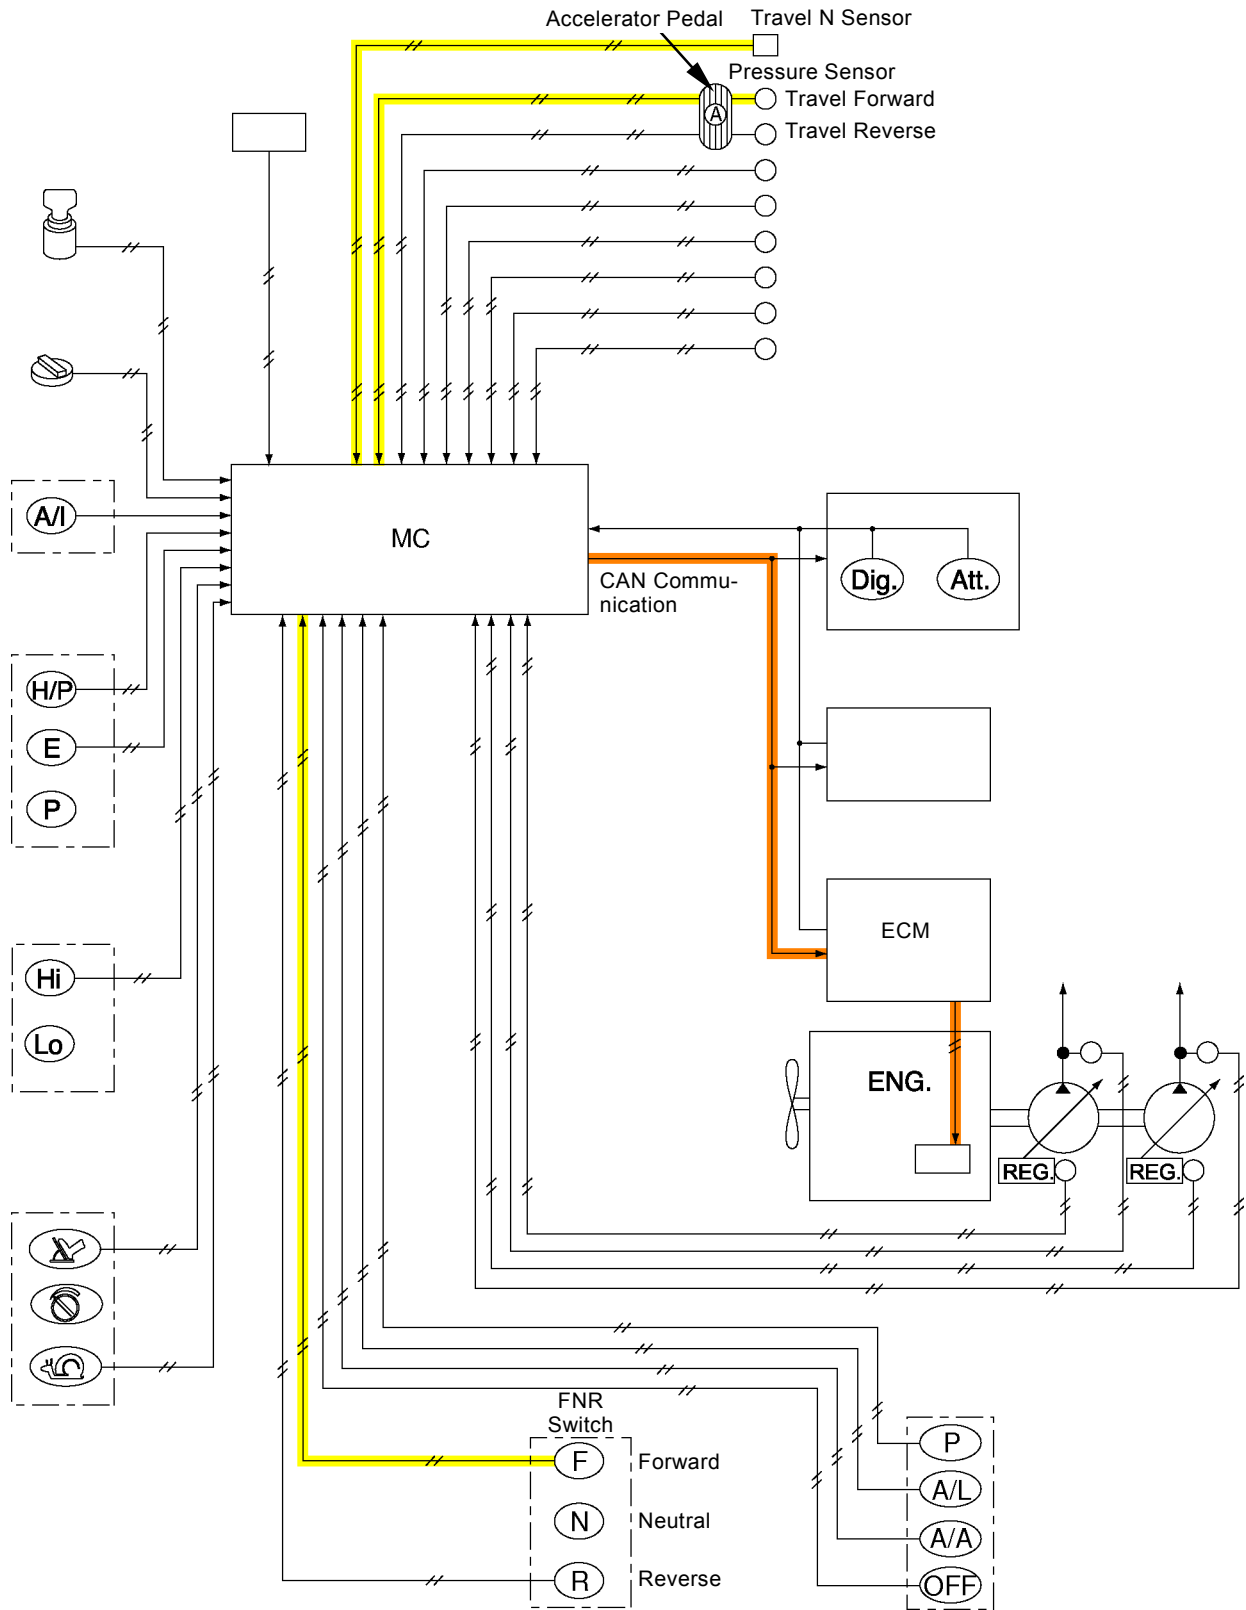 Accelerator Pedal
Travel N Sensor
Pressure Sensor
A
Travel Forward
Travel Reverse
A/I
MC
CAN Commu-
nication
Dig.
Att.
H/P
E
P
ECM
Hi
Lo
ENG.
REG.
REG.
FNR
Switch
F
Forward
N
Neutral
R
Reverse
P
A/L
A/A
OFF